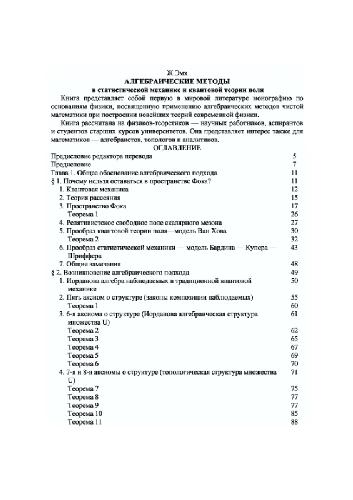 Ж. Эмх
АЛГЕБРАИЧЕСКИЕ МЕТОДЫ
в статистической механике и квантовой теории поля
Книга представляет собой первую в мировой литературе монографию по
основаниям физики, посвященную применению алгебраических методов чистой
математики при построении новейших теорий современной физики.
Книга рассчитана на физиков-теоретиков — научных работников, аспирантов
и студентов старших курсов университетов. Она представляет интерес также для
математиков — алгебраистов, топологов и аналитиков.
ОГЛАВЛЕНИЕ
Предисловие редактора перевода 5
Предисловие 7
Глава 1. Общее обоснование алгебраического подхода 11
§ 1. Почему нельзя оставаться в пространстве Фока? 11
1. Квантовая механика 12
2. Теория рассеяния 15
3. Пространство Фока 17
Теорема 1 26
4. Релятивистское свободное поле скалярного мезона 27
5. Прообраз квантовой теории поля—модель Ван Хова 30
Теорема 2 32
6. Прообраз статистической механики — модель Бардина — Купера — 43
Шриффера
7. Общие замечания 48
§ 2. Возникновение алгебраического подхода 49
1. Иорданова алгебра наблюдаемых в традиционной квантовой 50
механике
2. Пять аксиом о структуре (законы композиции наблюдаемых) 55
Теорема 1 60
3. 6-я аксиома о структуре (Иорданова алгебраическая структура 61
множества U)
Теорема 2 62
Теорема 3 65
Теорема 4 67
Теорема 5 69
Теорема 6 70
4. 7-я и 8-я аксиомы о структуре (топологическая структура множества 71
U)
Теорема 7 75
Теорема 8 77
Теорема 9 77
Теорема 10 85
Теорема 11 88